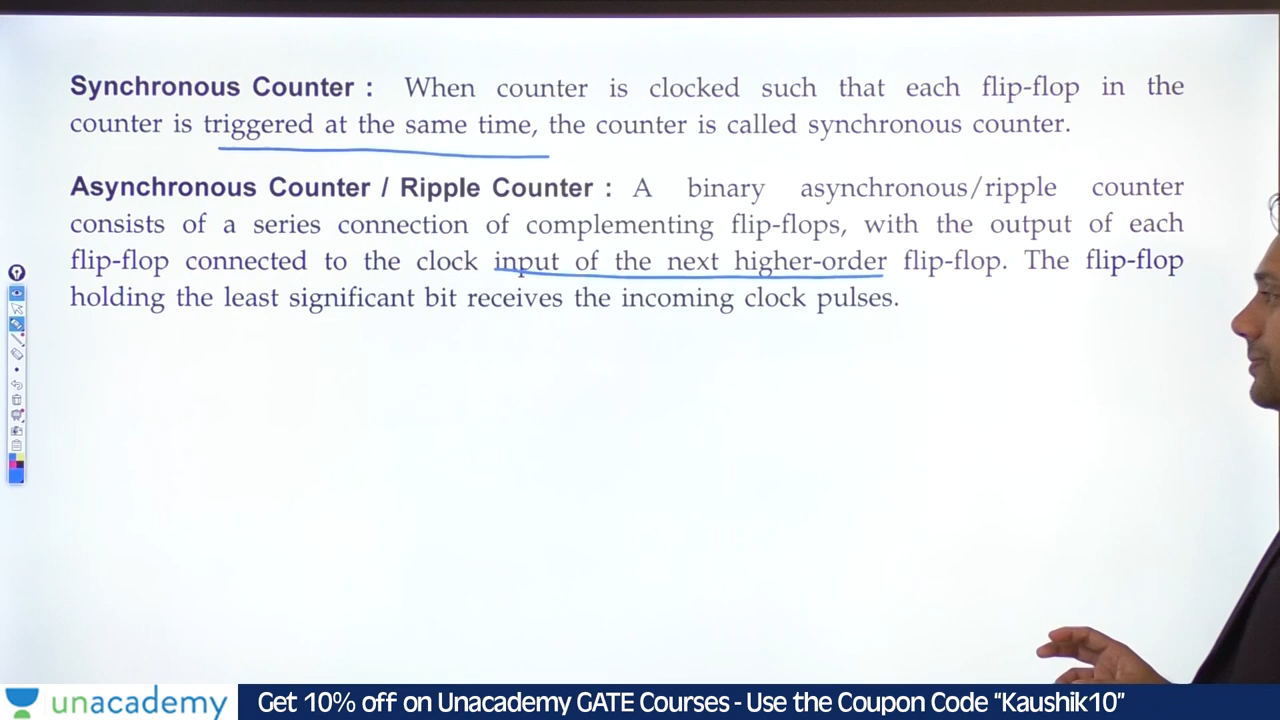 Synchronous Counter : When counter is clocked such that each flip-flop in the
counter is triggered at the same time, the counter is called synchronous counter.
Asynchronous Counter / Ripple Counter : A binary asynchronous/ripple counter
consists of a series connection of complementing flip-flops, with the output of each
flip-flop connected to the clock input of the next higher-order flip-flop. The flip-flop
holding the least significant bit receives the incoming clock pulses.
unacademy
Get 10% off on Unacademy GATE Courses - Use the Coupon Code "Kaushik10"